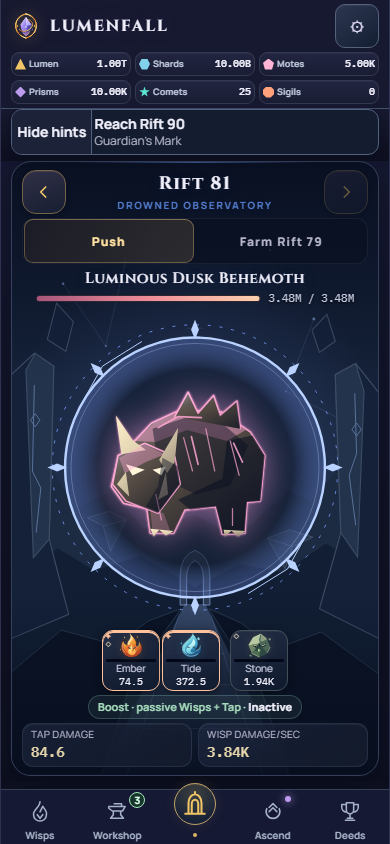 LUMENFALL
Lumen 1.00T
Shards 10.00B
Motes 5.00K
Prisms 10.00K
Comets 25
Sigils 0
Hide hints
Reach Rift 90
Guardian's Mark
RIFT 81
DROWNED OBSERVATORY
Push
Farm Rift 79
LUMINOUS DUSK BEHEMOTH
3.48M / 3.48M
Ember
74.5
Tide
372.5
Stone
1.94K
Boost · passive Wisps + Tap · Inactive
TAP DAMAGE
84.6
WISP DAMAGE/SEC
3.84K
3
Wisps
Workshop
Ascend
Deeds